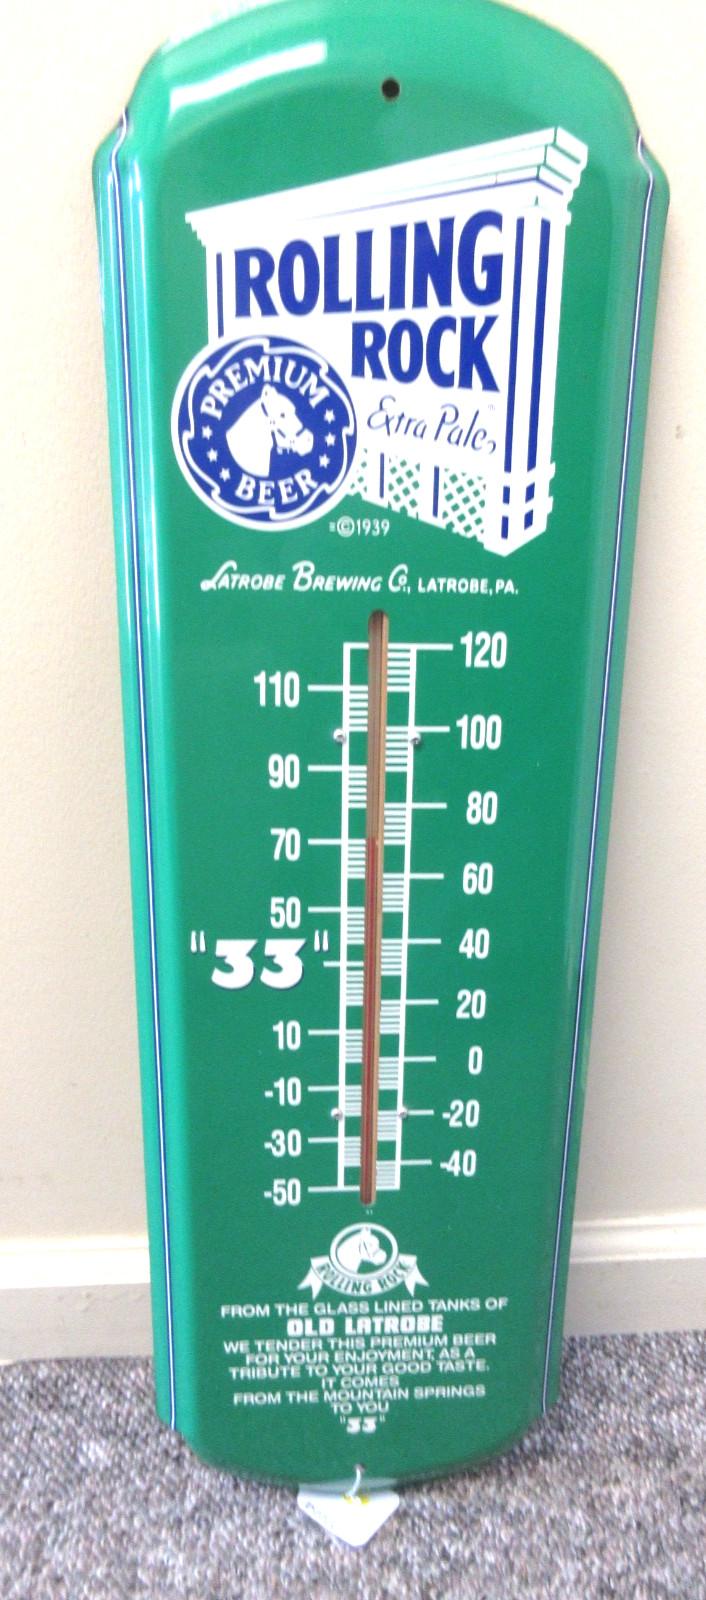 ROLLING
ROCK
Extra Pale
PREMIUM
BEER
©1939
LATROBE BREWING Co., LATROBE, PA.
120
110
100
90
80
70
60
50
40
"33"
20
10
0
-10
-20
-30
-40
-50
ROLLING ROCK
FROM THE GLASS LINED TANKS OF
OLD LATROBE
WE TENDER THIS PREMIUM BEER
FOR YOUR ENJOYMENT, AS A
TRIBUTE TO YOUR GOOD TASTE.
IT COMES
FROM THE MOUNTAIN SPRINGS
TO YOU
"33"